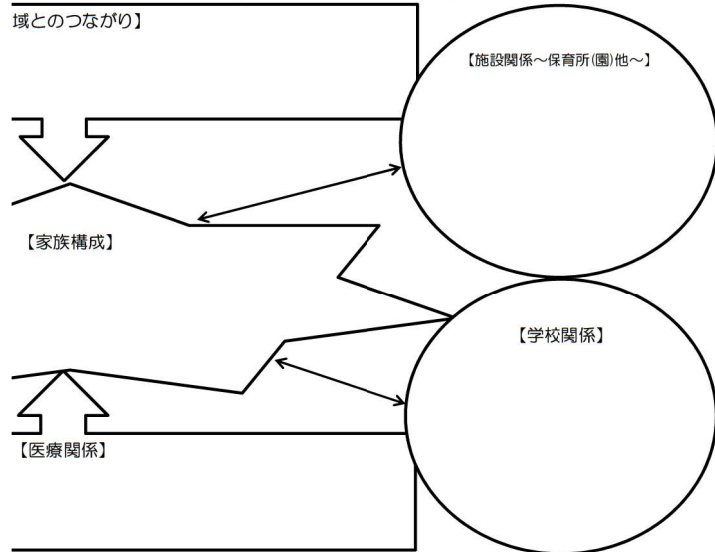 域とのつながり】
【施設関係～保育所(園)他～】
【家族構成】
【学校関係】
【医療関係】